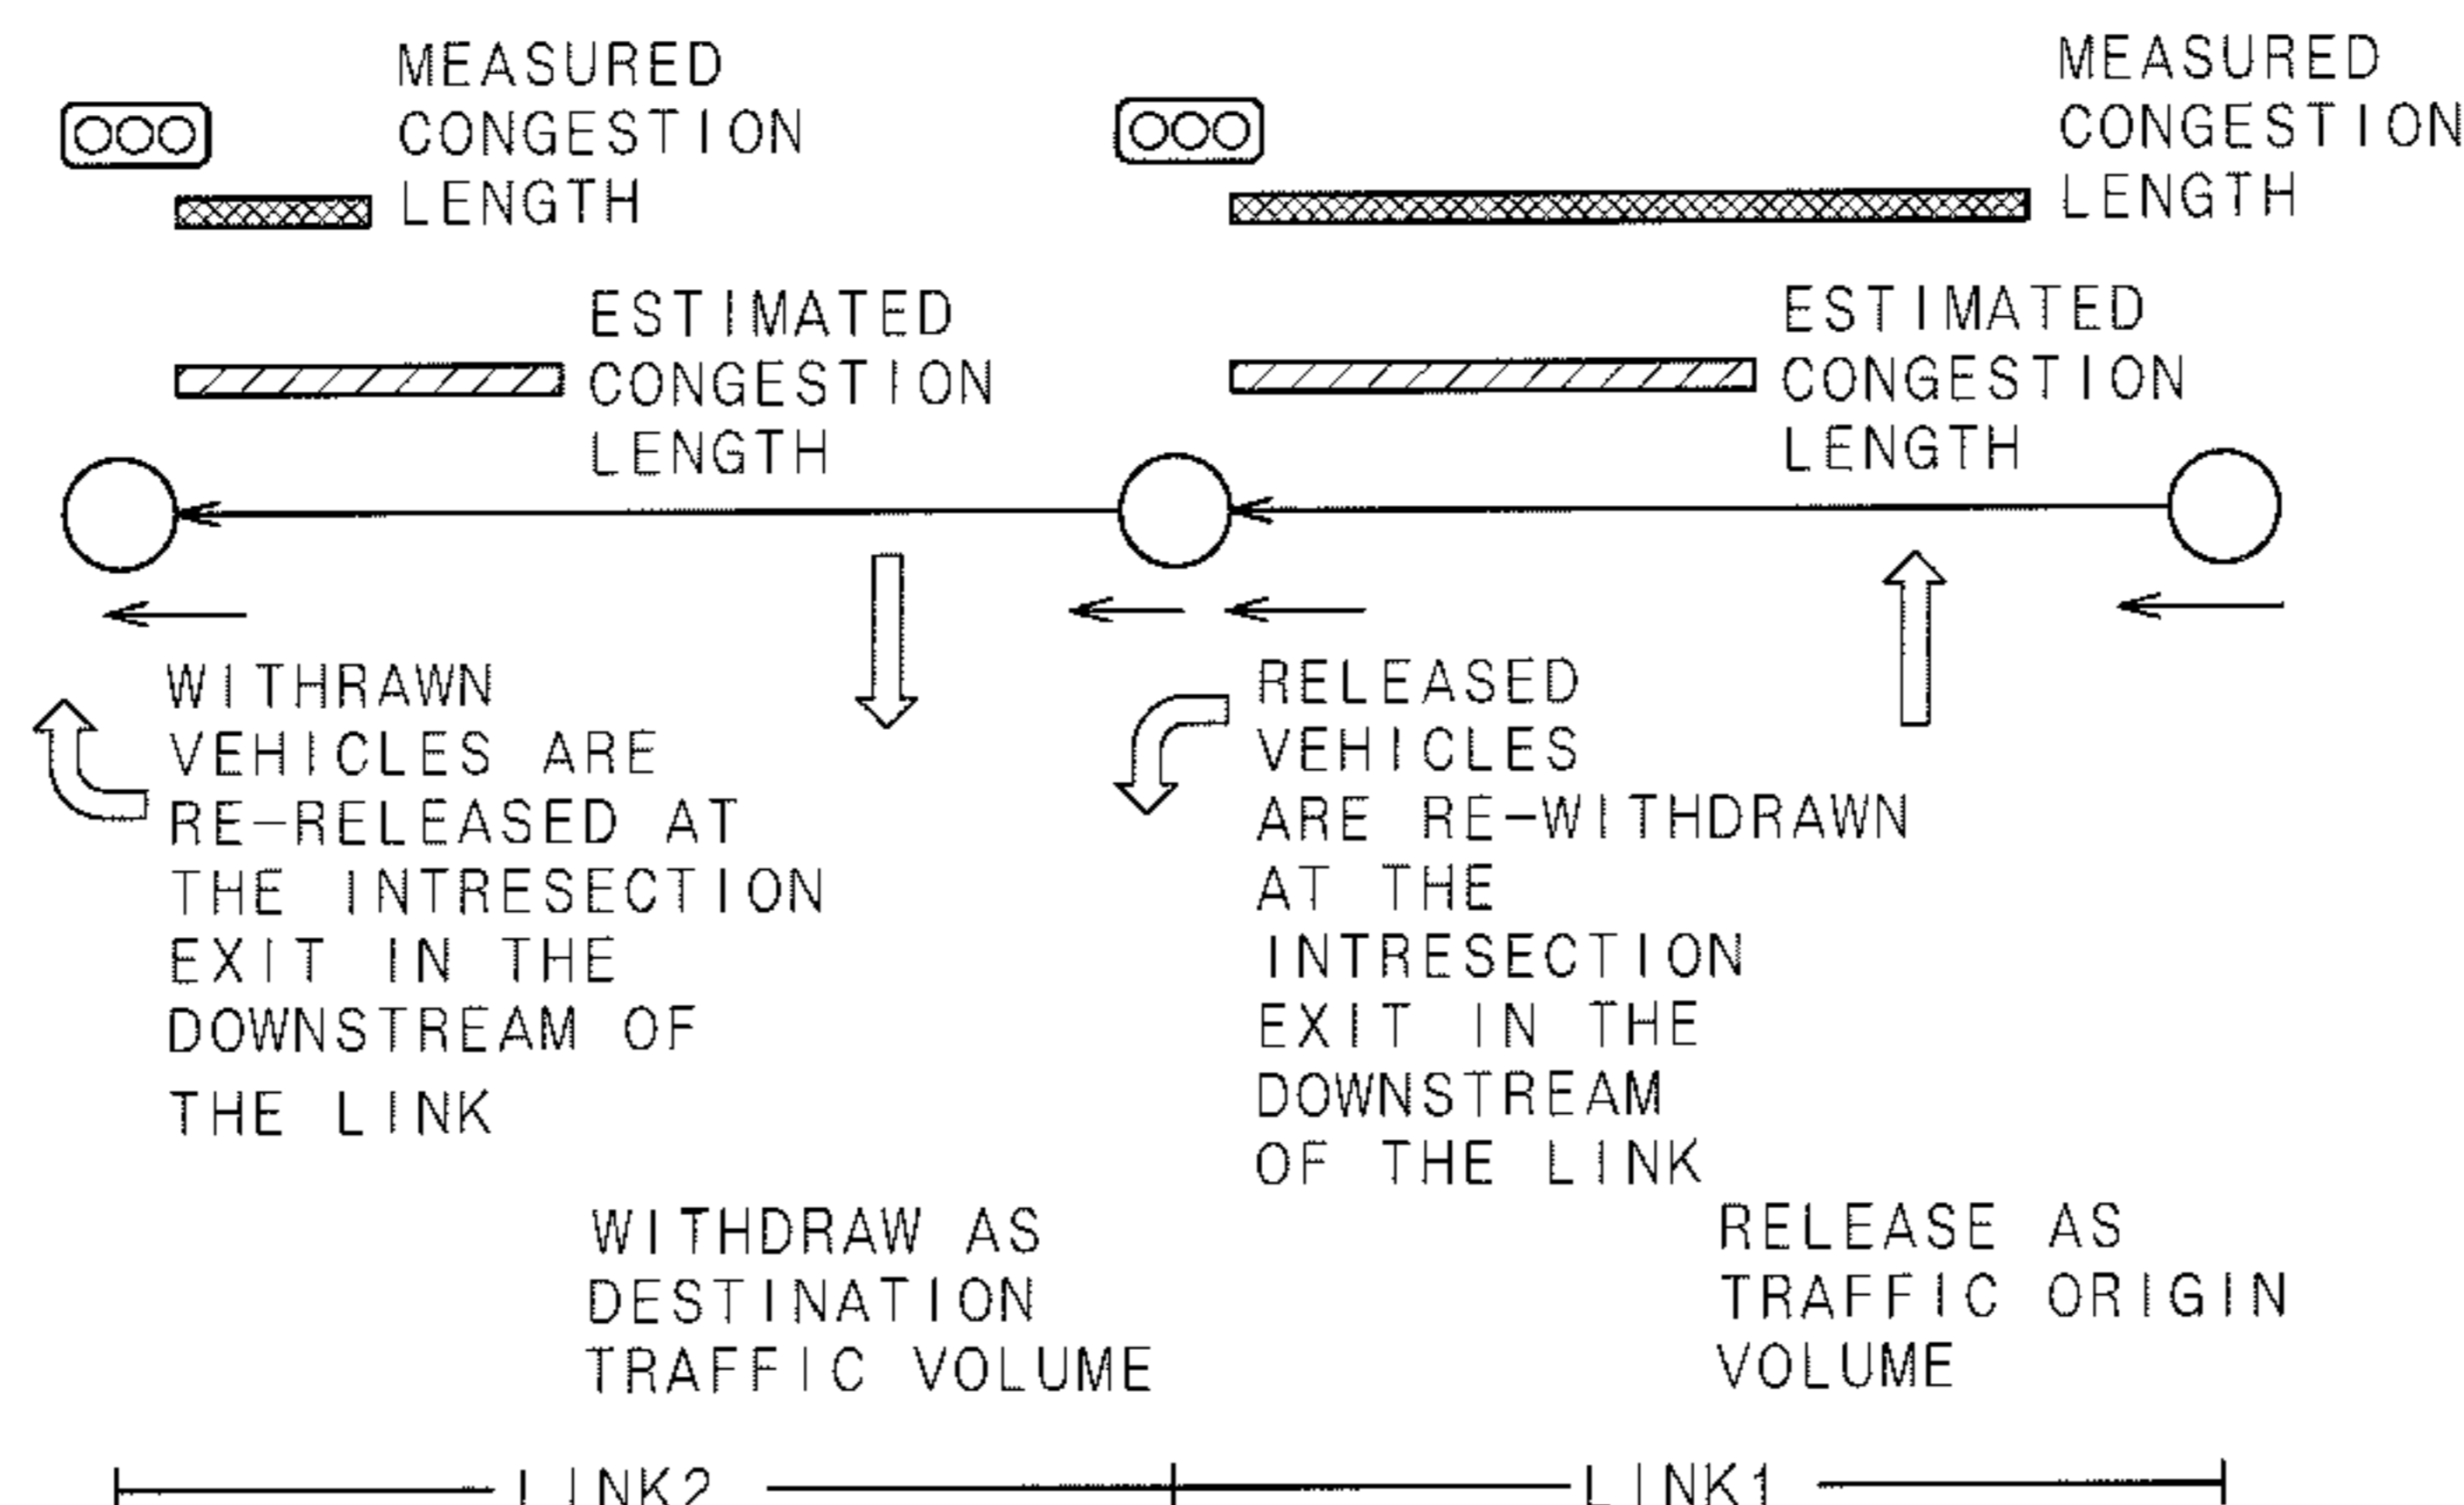 MEASURED
CONGESTION
LENGTH
MEASURED
CONGESTION
LENGTH
ESTIMATED
CONGESTION
LENGTH
ESTIMATED
CONGESTION
LENGTH
WITHRAWN
VEHICLES ARE
RE-RELEASED AT
THE INTRESECTION
EXIT IN THE
DOWNSTREAM OF
THE LINK
RELEASED
VEHICLES
ARE RE-WITHDRAWN
AT THE
INTRESECTION
EXIT IN THE
DOWNSTREAM
OF THE LINK
WITHDRAW AS
DESTINATION
TRAFFIC VOLUME
RELEASE AS
TRAFFIC ORIGIN
VOLUME
LINK2
LINK1